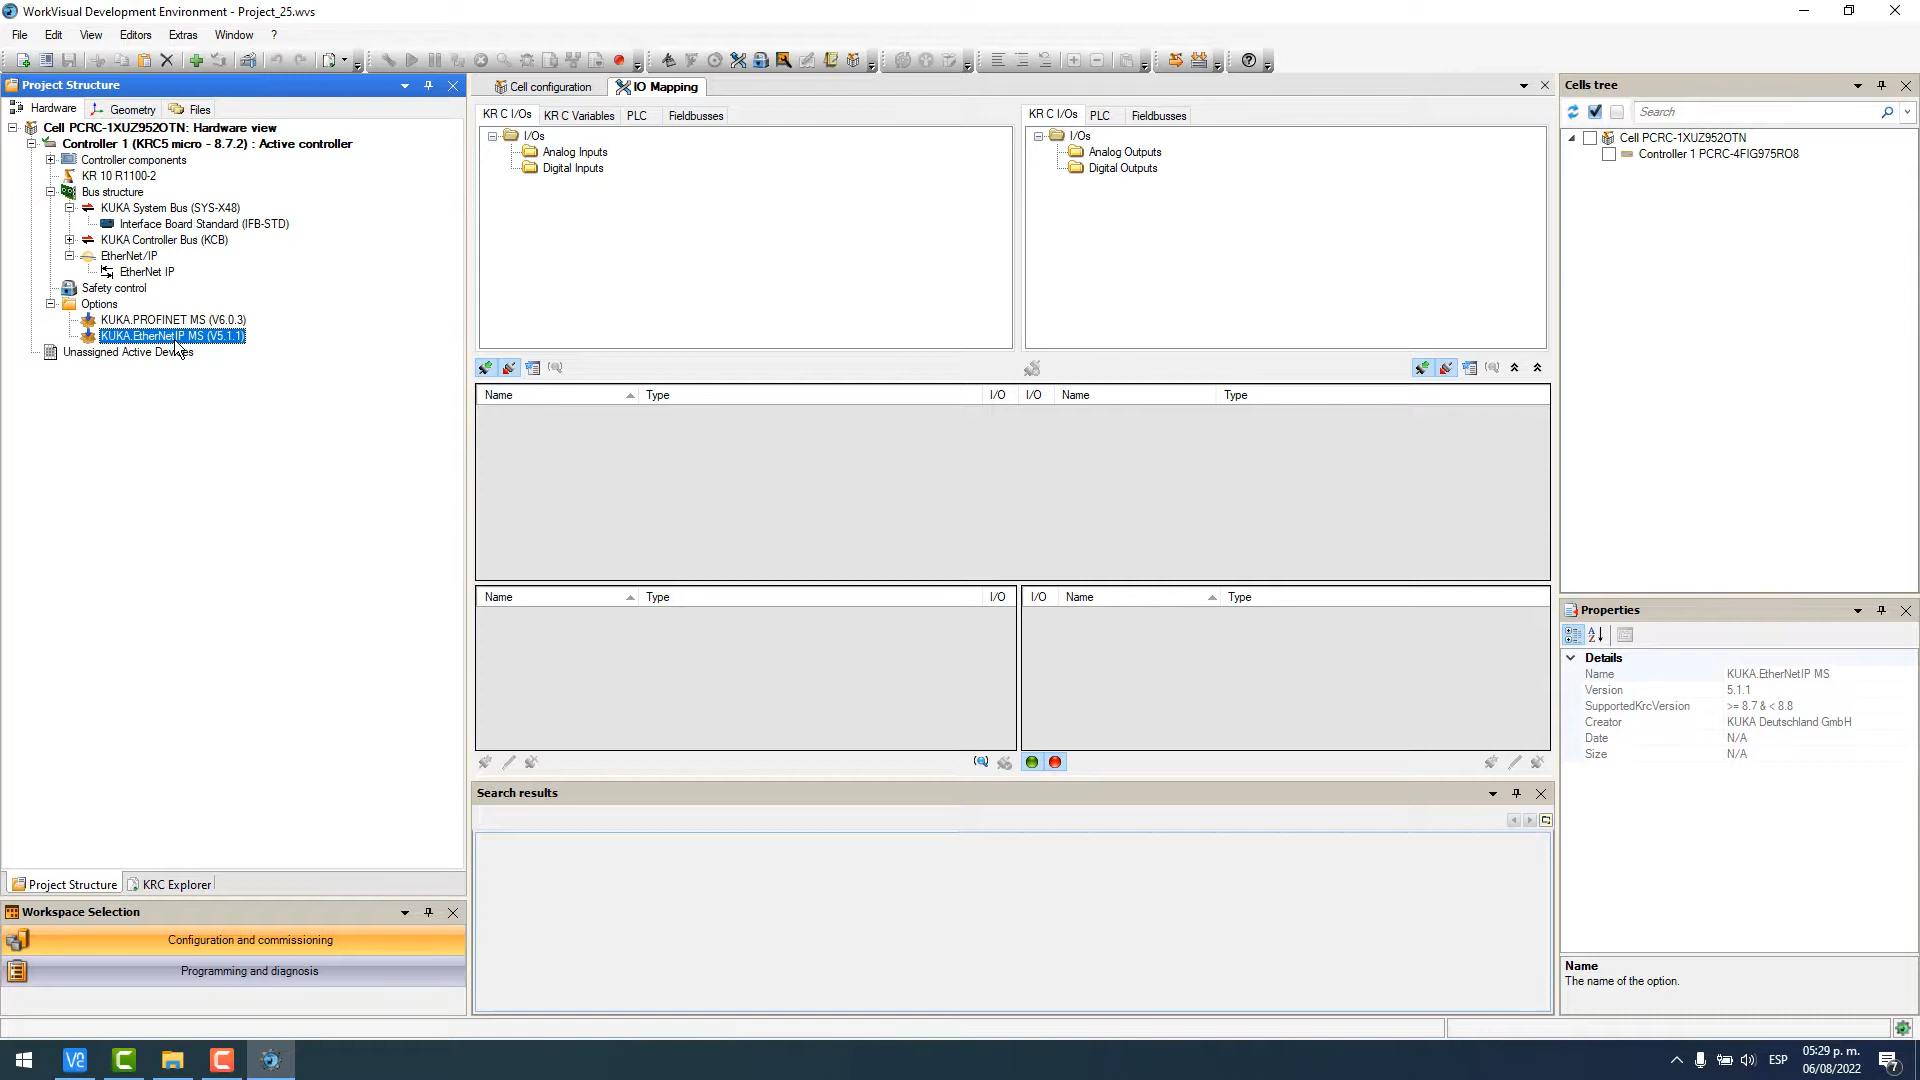 WorkVisual Development Environment - Project_25.wvs
File Edit View Editors Extras Window ?
Project Structure
Hardware Geometry Files
Cell PCRC-1XUZ952OTN: Hardware view
Controller 1 (KRC5 micro - 8.7.2) : Active controller
Controller components
KR 10 R1100-2
Bus structure
KUKA System Bus (SYS-X48)
Interface Board Standard (IFB-STD)
KUKA Controller Bus (KCB)
EtherNet/IP
EtherNet IP
Safety control
Options
KUKA.PROFINET MS (V6.0.3)
KUKA.EtherNetIP MS (V5.1.1)
Unassigned Active Devices
Project Structure KRC Explorer
Workspace Selection
Configuration and commissioning
Programming and diagnosis
Cell configuration IO Mapping
KR C I/Os KR C Variables PLC Fieldbusses
I/Os
Analog Inputs
Digital Inputs
KR C I/Os PLC Fieldbusses
I/Os
Analog Outputs
Digital Outputs
Name Type I/O I/O Name Type
Name Type I/O
I/O Name Type
Search results
Cells tree
Search
Cell PCRC-1XUZ952OTN
Controller 1 PCRC-4FIG975RO8
Properties
Details
Name KUKA.EtherNetIP MS
Version 5.1.1
SupportedKrcVersion >= 8.7 & < 8.8
Creator KUKA Deutschland GmbH
Date N/A
Size N/A
Name
The name of the option.
ESP
05:29 p. m.
06/08/2022
7